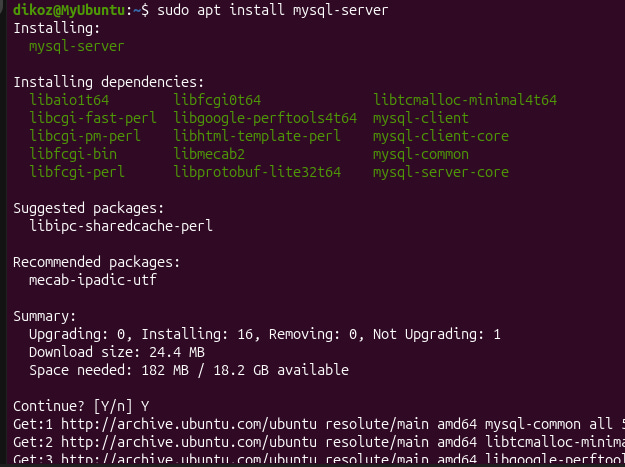 dikoz@MyUbuntu:~$ sudo apt install mysql-server
Installing:
mysql-server
Installing dependencies:
libaio1t64 libfcgi0t64 libtcmalloc-minimal4t64
libcgi-fast-perl libgoogle-perftools4t64 mysql-client
libcgi-pm-perl libhtml-template-perl mysql-client-core
libfcgi-bin libmecab2 mysql-common
libfcgi-perl libprotobuf-lite32t64 mysql-server-core
Suggested packages:
libipc-sharedcache-perl
Recommended packages:
mecab-ipadic-utf
Summary:
Upgrading: 0, Installing: 16, Removing: 0, Not Upgrading: 1
Download size: 24.4 MB
Space needed: 182 MB / 18.2 GB available
Continue? [Y/n] Y
Get:1 http://archive.ubuntu.com/ubuntu resolute/main amd64 mysql-common all 5
Get:2 http://archive.ubuntu.com/ubuntu resolute/main amd64 libtcmalloc-minima
Get:3 http://archive.ubuntu.com/ubuntu resolute/main amd64 libgoogle-perftool